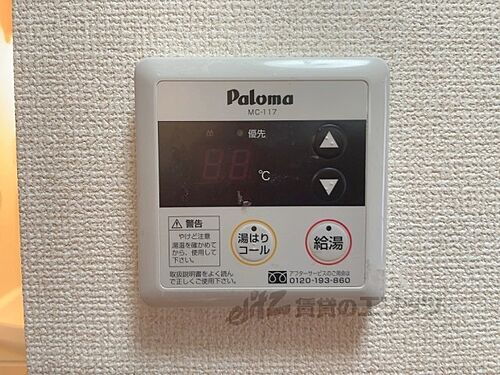 Paloma
MC-117
優先
℃
警告
やけど注意
湯温を確かめて
から、使用して
下さい。
取扱説明書をよく読ん
で正しくご使用下さい。
湯はり
コール
給湯
アフターサービスのご用命は
0120-193-860
賃貸のエ